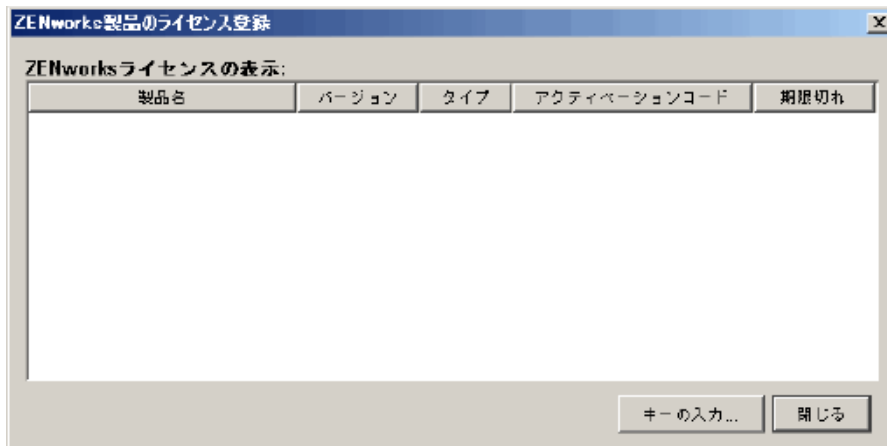 ZENworks製品のライセンス登録
ZENworksライセンスの表示:
製品名 バージョン タイプ アクティベーションコード 期限切れ
キーの入力... 閉じる